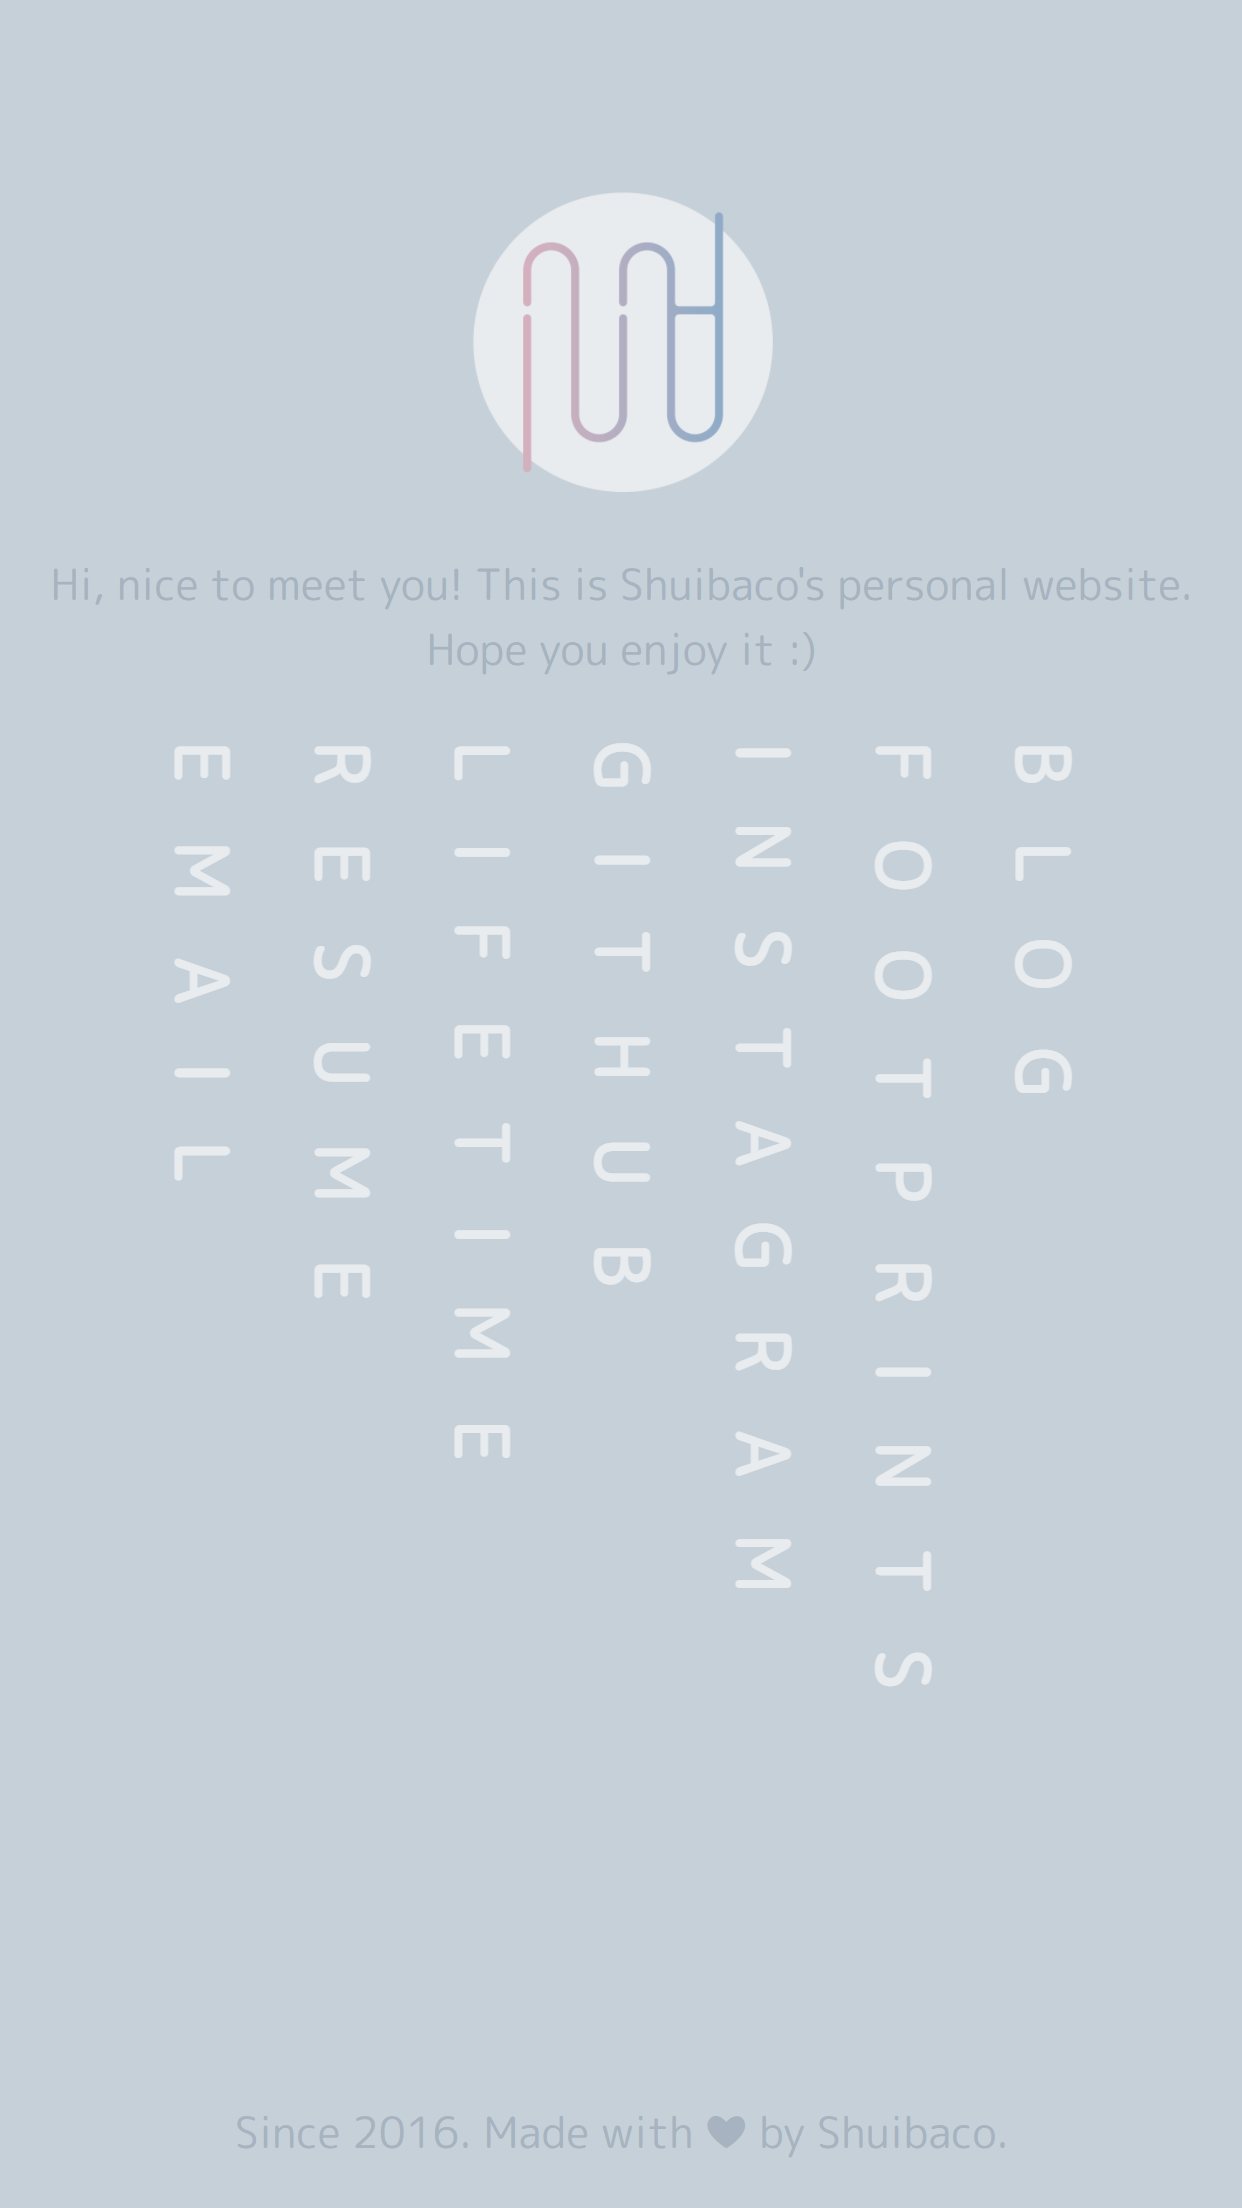 Hi, nice to meet you! This is Shuibaco's personal website.
Hope you enjoy it :)
BLOG
FOOTPRINTS
INSTAGRAM
GITHUB
LIFETIME
RESUME
EMAIL
Since 2016. Made with ♥ by Shuibaco.